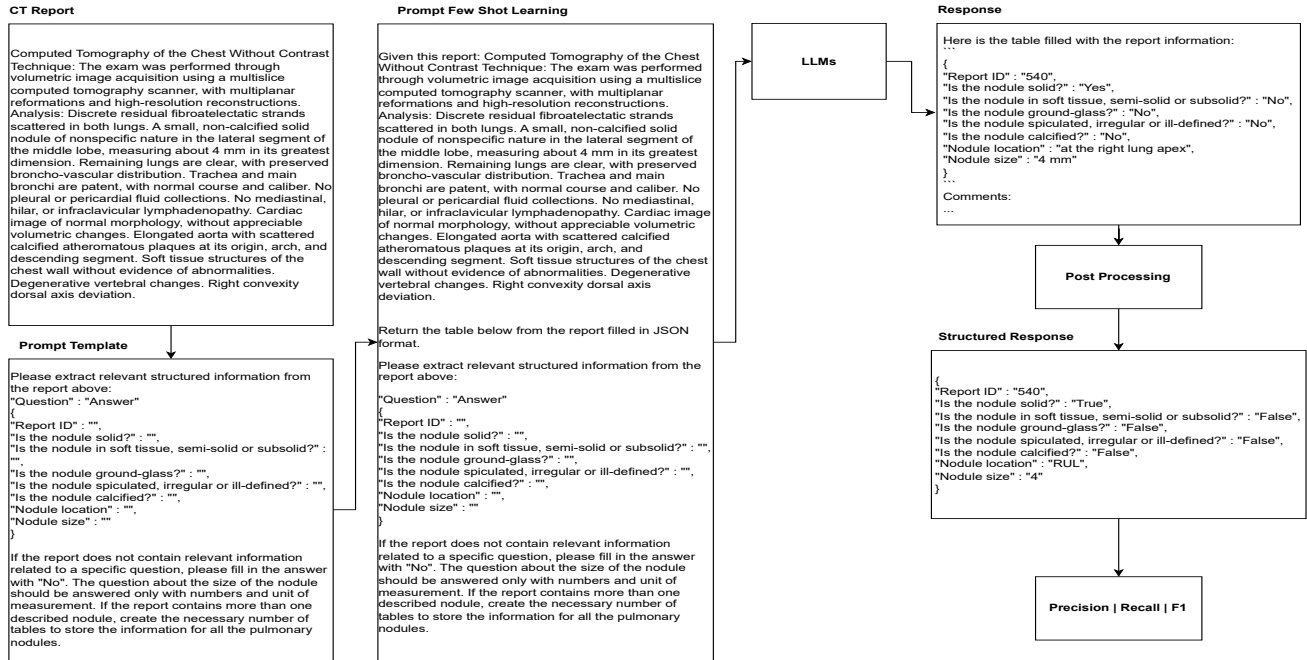 CT Report
Computed Tomography of the Chest Without Contrast
Technique: The exam was performed through
volumetric image acquisition using a multislice
computed tomography scanner, with multiplanar
reformations and high-resolution reconstructions.
Analysis: Discrete residual fibroatelectatic strands
scattered in both lungs. A small, non-calcified solid
nodule of nonspecific nature in the lateral segment of
the middle lobe, measuring about 4 mm in its greatest
dimension. Remaining lungs are clear, with preserved
broncho-vascular distribution. Trachea and main
bronchi are patent, with normal course and caliber. No
pleural or pericardial fluid collections. No mediastinal,
hilar, or infraclavicular lymphadenopathy. Cardiac
image of normal morphology, without appreciable
volumetric changes. Elongated aorta with scattered
calcified atheromatous plaques at its origin, arch, and
descending segment. Soft tissue structures of the
chest wall without evidence of abnormalities.
Degenerative vertebral changes. Right convexity
dorsal axis deviation.
Prompt Template
Please extract relevant structured information from
the report above:
"Question" : "Answer"
{
"Report ID" : "",
"Is the nodule solid?" : "",
"Is the nodule in soft tissue, semi-solid or subsolid?" :
"",
"Is the nodule ground-glass?" : "",
"Is the nodule spiculated, irregular or ill-defined?" : "",
"Is the nodule calcified?" : "",
"Nodule location" : "",
"Nodule size" : ""
}
If the report does not contain relevant information
related to a specific question, please fill in the answer
with "No". The question about the size of the nodule
should be answered only with numbers and unit of
measurement. If the report contains more than one
described nodule, create the necessary number of
tables to store the information for all the pulmonary
nodules.
Prompt Few Shot Learning
Given this report: Computed Tomography of the Chest
Without Contrast Technique: The exam was performed
through volumetric image acquisition using a multislice
computed tomography scanner, with multiplanar
reformations and high-resolution reconstructions.
Analysis: Discrete residual fibroatelectatic strands
scattered in both lungs. A small, non-calcified solid
nodule of nonspecific nature in the lateral segment of
the middle lobe, measuring about 4 mm in its greatest
dimension. Remaining lungs are clear, with preserved
broncho-vascular distribution. Trachea and main
bronchi are patent, with normal course and caliber. No
pleural or pericardial fluid collections. No mediastinal,
hilar, or infraclavicular lymphadenopathy. Cardiac image
of normal morphology, without appreciable volumetric
changes. Elongated aorta with scattered calcified
atheromatous plaques at its origin, arch, and
descending segment. Soft tissue structures of the chest
wall without evidence of abnormalities. Degenerative
vertebral changes. Right convexity dorsal axis
deviation.
Return the table below from the report filled in JSON
format.
Please extract relevant structured information from the
report above:
"Question" : "Answer"
{
"Report ID" : "",
"Is the nodule solid?" : "",
"Is the nodule in soft tissue, semi-solid or subsolid?" : "",
"Is the nodule ground-glass?" : "",
"Is the nodule spiculated, irregular or ill-defined?" : "",
"Is the nodule calcified?" : "",
"Nodule location" : "",
"Nodule size" : ""
}
If the report does not contain relevant information
related to a specific question, please fill in the answer
with "No". The question about the size of the nodule
should be answered only with numbers and unit of
measurement. If the report contains more than one
described nodule, create the necessary number of
tables to store the information for all the pulmonary
nodules.
LLMs
Response
Here is the table filled with the report information:
```
{
"Report ID" : "540",
"Is the nodule solid?" : "Yes",
"Is the nodule in soft tissue, semi-solid or subsolid?" : "No",
"Is the nodule ground-glass?" : "No",
"Is the nodule spiculated, irregular or ill-defined?" : "No",
"Is the nodule calcified?" : "No",
"Nodule location" : "at the right lung apex",
"Nodule size" : "4 mm"
}
```
Comments:
...
Post Processing
Structured Response
{
"Report ID" : "540",
"Is the nodule solid?" : "True",
"Is the nodule in soft tissue, semi-solid or subsolid?" : "False",
"Is the nodule ground-glass?" : "False",
"Is the nodule spiculated, irregular or ill-defined?" : "False",
"Is the nodule calcified?" : "False",
"Nodule location" : "RUL",
"Nodule size" : "4"
}
Precision | Recall | F1